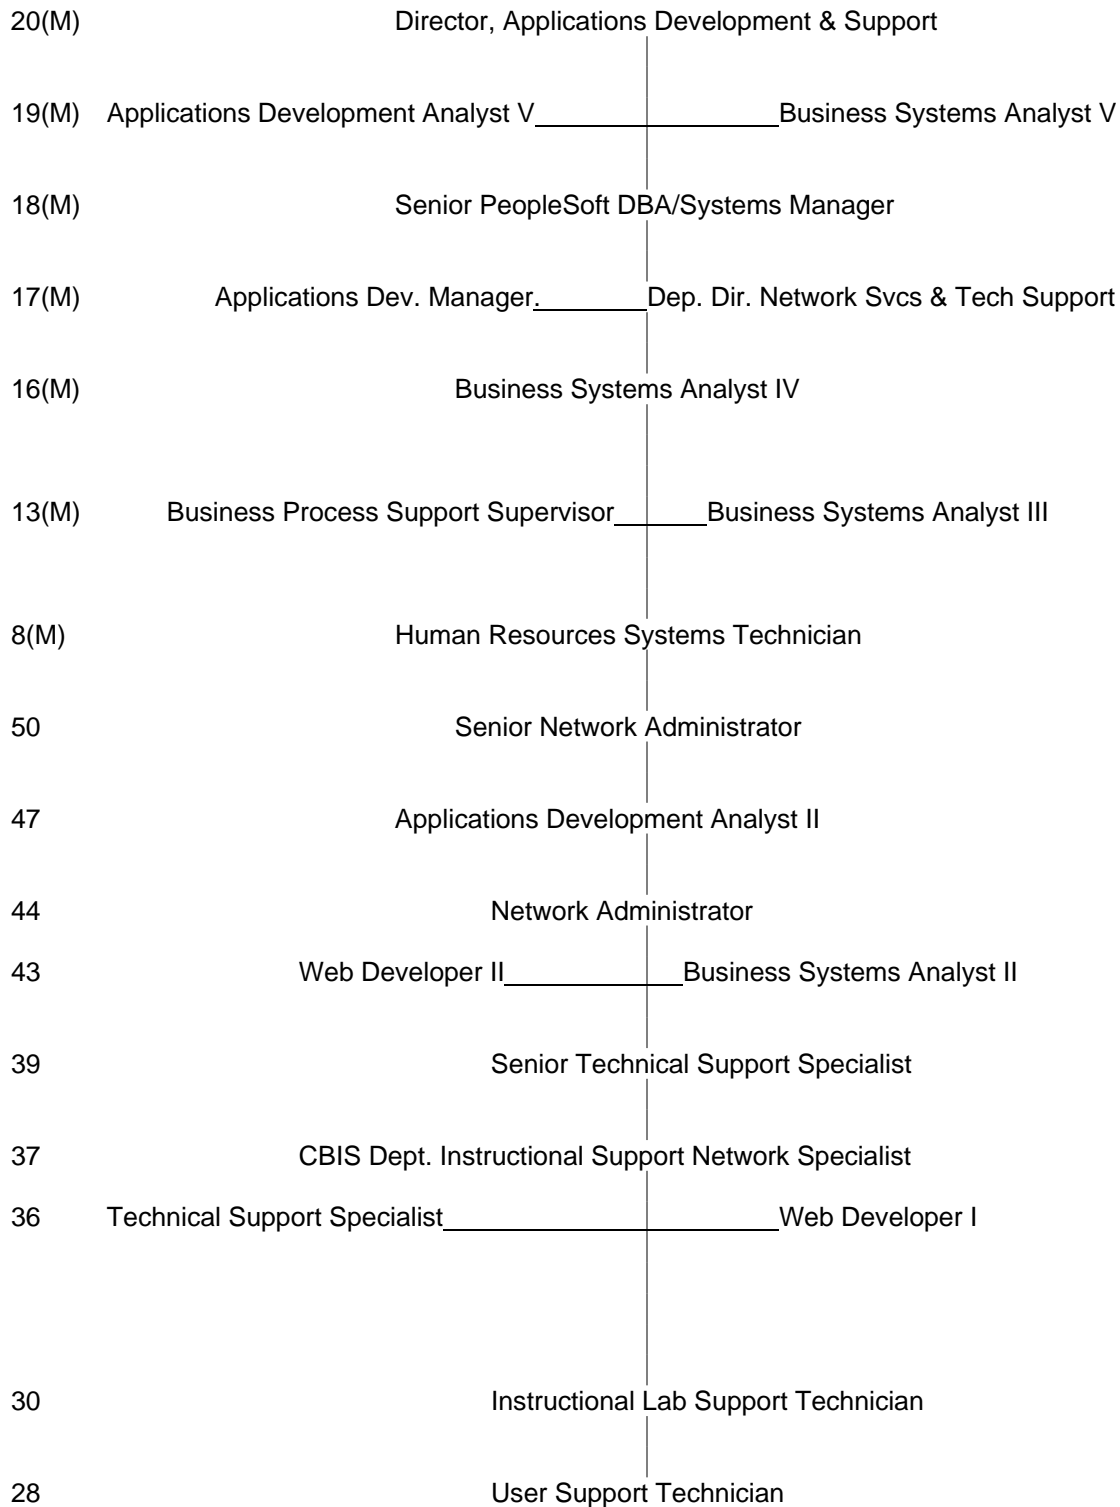 20(M) Director, Applications Development & Support
19(M) Applications Development Analyst V Business Systems Analyst V
18(M) Senior PeopleSoft DBA/Systems Manager
17(M) Applications Dev. Manager. Dep. Dir. Network Svcs & Tech Support
16(M) Business Systems Analyst IV
13(M) Business Process Support Supervisor Business Systems Analyst III
8(M) Human Resources Systems Technician
50 Senior Network Administrator
47 Applications Development Analyst II
44 Network Administrator
43 Web Developer II Business Systems Analyst II
39 Senior Technical Support Specialist
37 CBIS Dept. Instructional Support Network Specialist
36 Technical Support Specialist Web Developer I
30 Instructional Lab Support Technician
28 User Support Technician